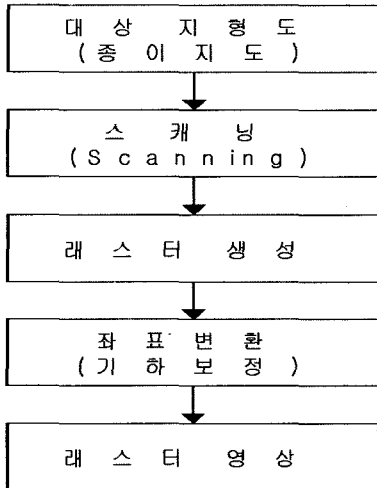 대 상 지 형 도
( 종 이 지 도 )
스 캐 닝
( S c a n n i n g )
래 스 터 생 성
좌 표 변 환
( 기 하 보 정 )
래 스 터 영 상